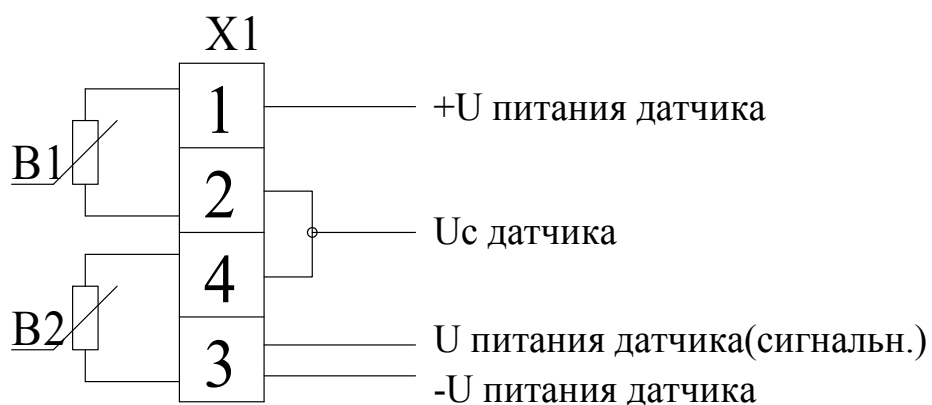 X1
1
+U питания датчика
B1
2
Uc датчика
4
B2
U питания датчика(сигнальн.)
3
-U питания датчика